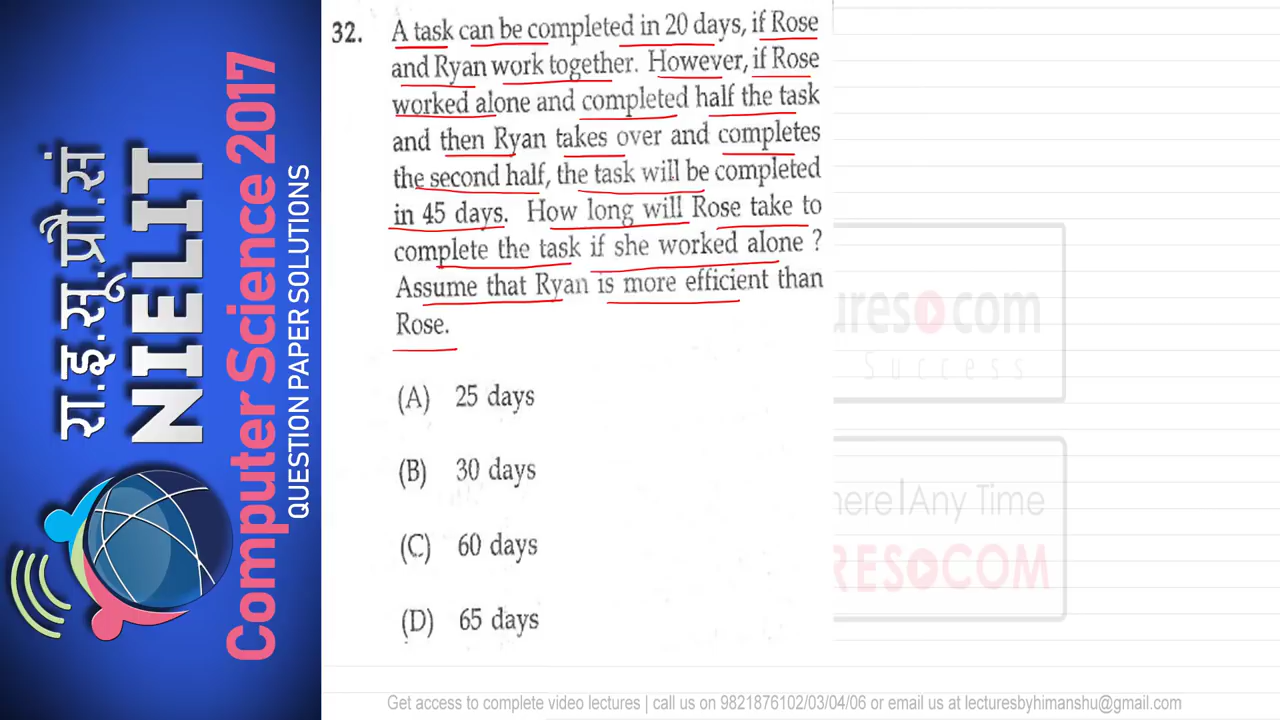 रा.इ.सू.प्रौ.सं
NIELIT
Computer Science 2017
QUESTION PAPER SOLUTIONS
32. A task can be completed in 20 days, if Rose
and Ryan work together. However, if Rose
worked alone and completed half the task
and then Ryan takes over and completes
the second half, the task will be completed
in 45 days. How long will Rose take to
complete the task if she worked alone ?
Assume that Ryan is more efficient than
Rose.
(A) 25 days
(B) 30 days
(C) 60 days
(D) 65 days
com
Success
Any Time
COM
Get access to complete video lectures | call us on 9821876102/03/04/06 or email us at lecturesbyhimanshu@gmail.com